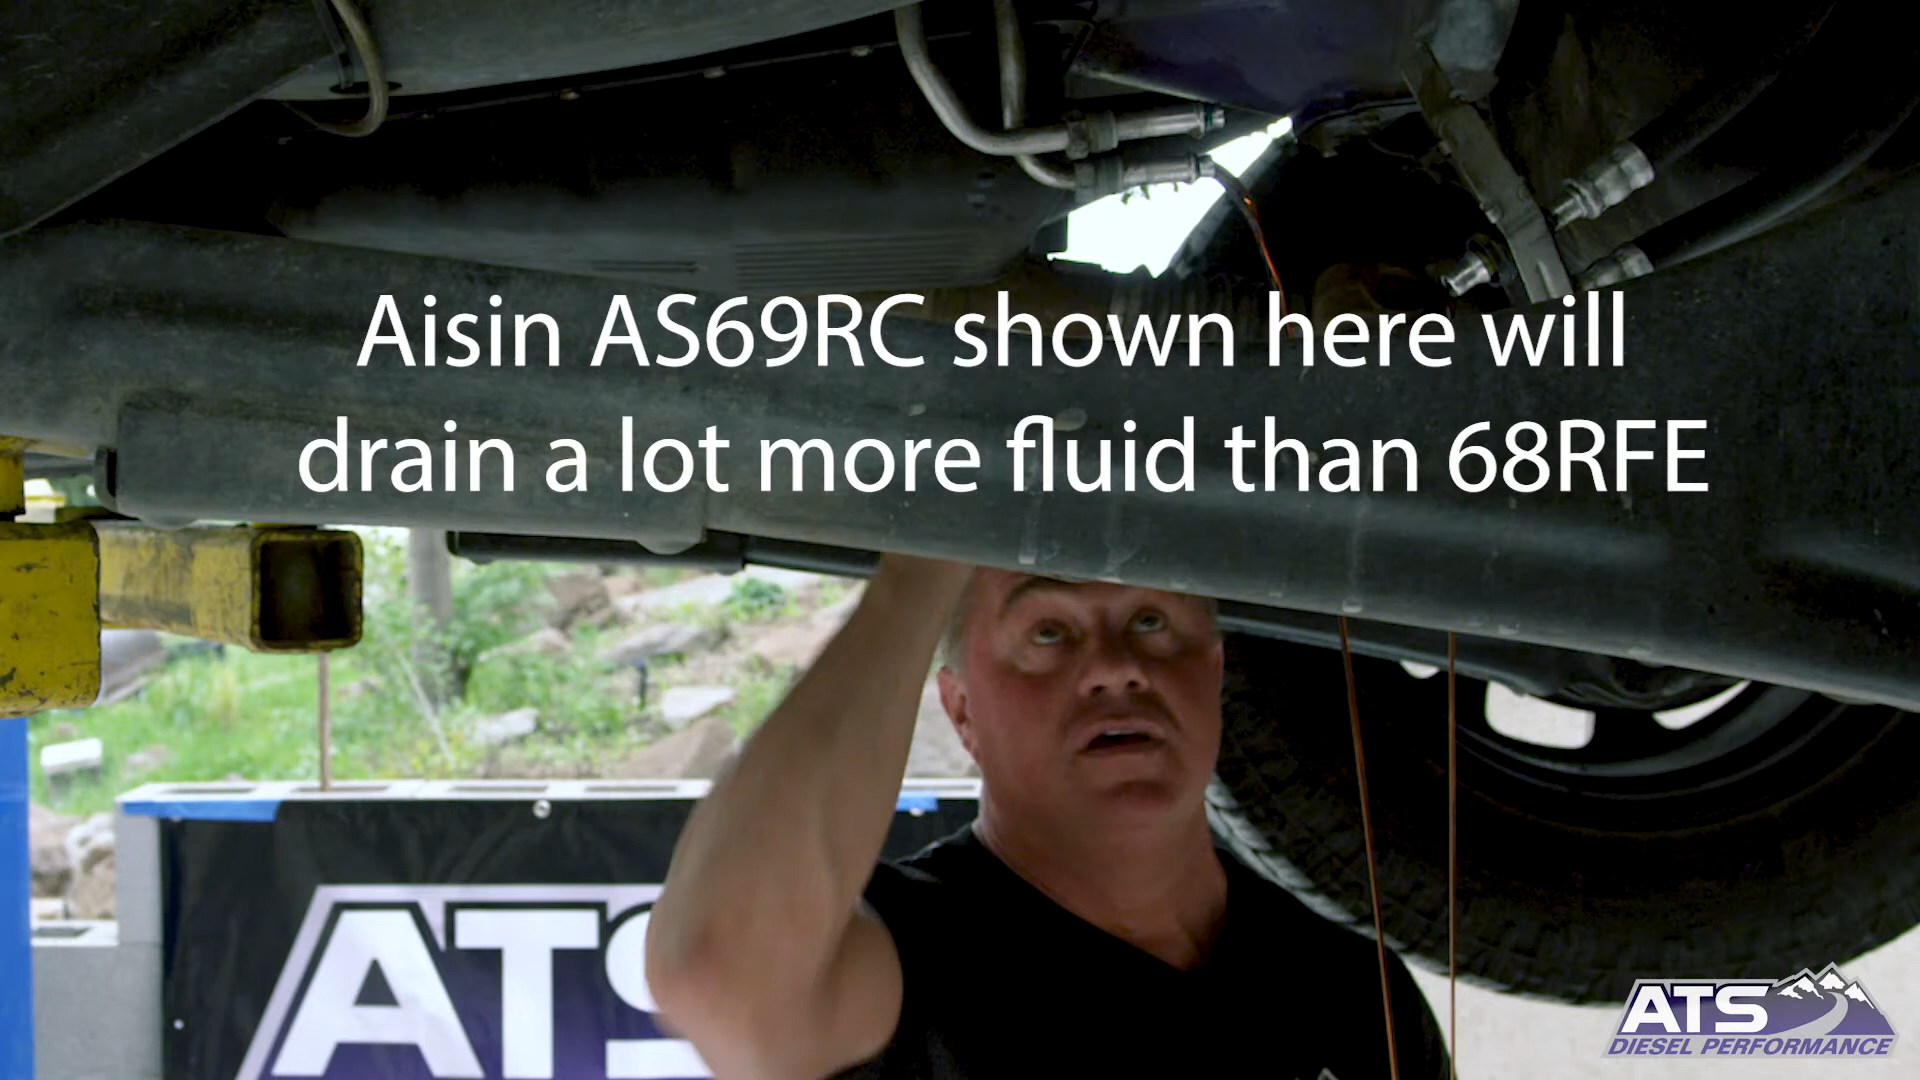 Aisin AS69RC shown here will
drain a lot more fluid than 68RFE
ATS
ATS
DIESEL PERFORMANCE